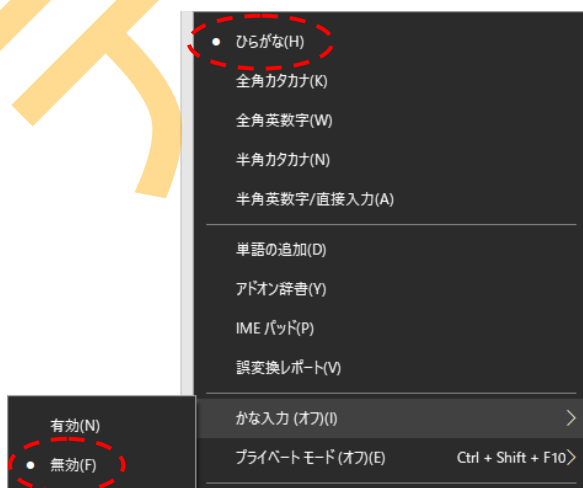 ひらがな(H)
全角カタカナ(K)
全角英数字(W)
半角カタカナ(N)
半角英数字/直接入力(A)
単語の追加(D)
アドオン辞書(Y)
IME パッド(P)
誤変換レポート(V)
かな入力 (オフ)(I)
プライベート モード (オフ)(E) Ctrl + Shift + F10
有効(N)
無効(F)